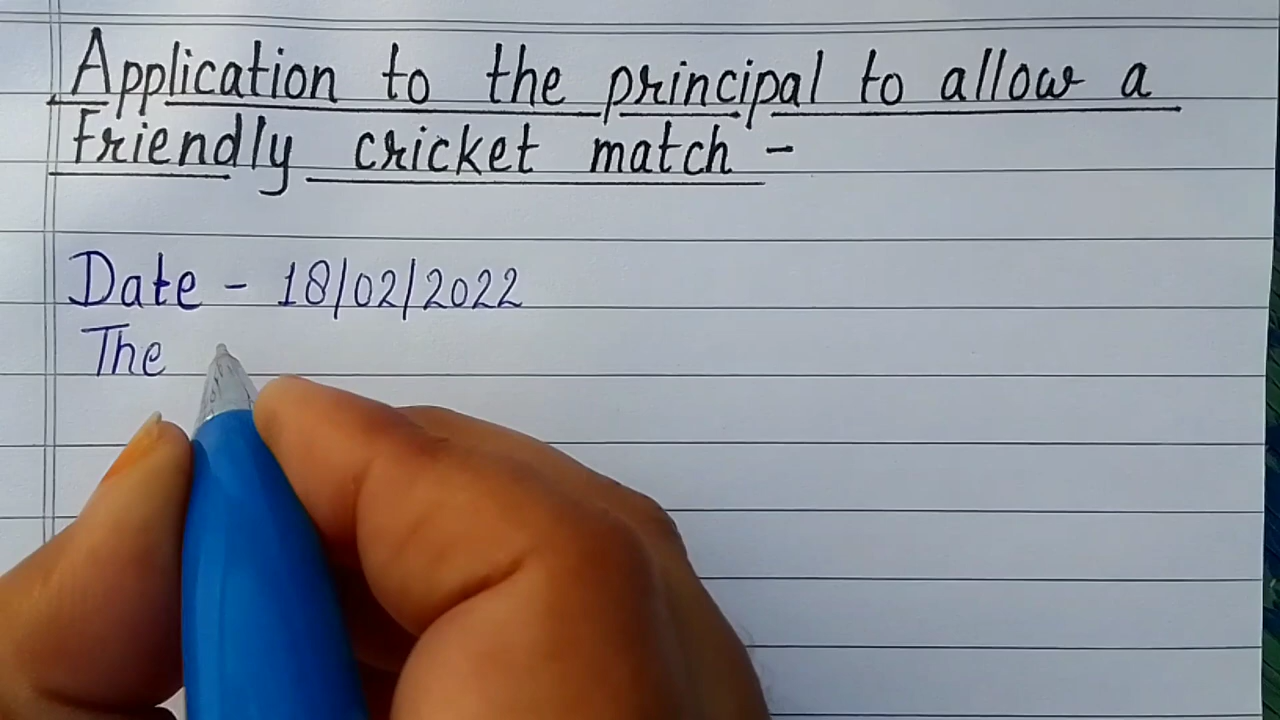 Application to the principal to allow a
friendly cricket match -
Date - 18/02/2022
The